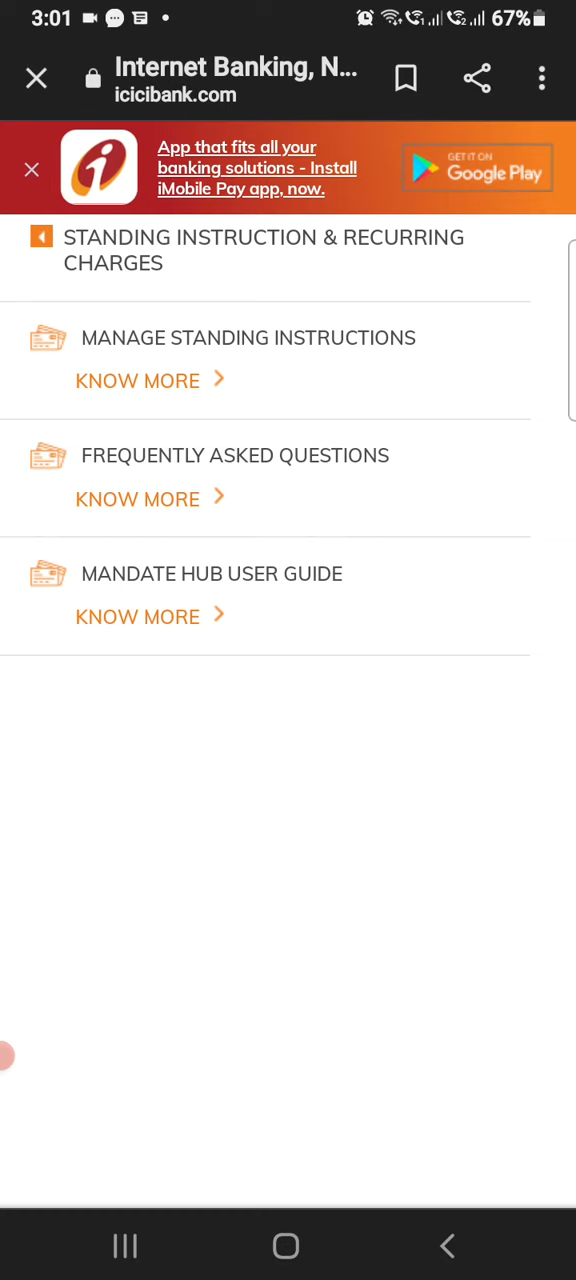 3:01
67%
Internet Banking, N...
icicibank.com
App that fits all your
banking solutions - Install
iMobile Pay app, now.
GET IT ON
Google Play
STANDING INSTRUCTION & RECURRING
CHARGES
MANAGE STANDING INSTRUCTIONS
KNOW MORE
FREQUENTLY ASKED QUESTIONS
KNOW MORE
MANDATE HUB USER GUIDE
KNOW MORE